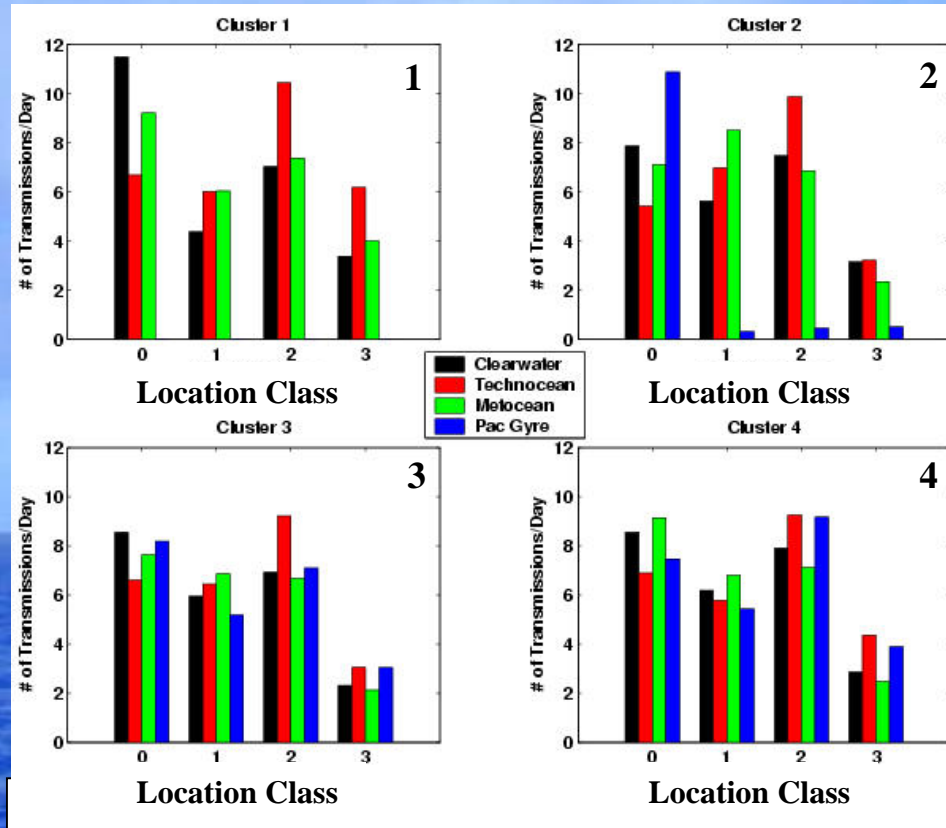 Cluster 1
1
# of Transmissions/Day
12
10
8
6
4
2
0
0 1 2 3
Location Class
Cluster 2
2
# of Transmissions/Day
12
10
8
6
4
2
0
0 1 2 3
Location Class
Clearwater
Technocean
Metocean
Pac Gyre
Cluster 3
3
# of Transmissions/Day
12
10
8
6
4
2
0
0 1 2 3
Location Class
Cluster 4
4
# of Transmissions/Day
12
10
8
6
4
2
0
0 1 2 3
Location Class